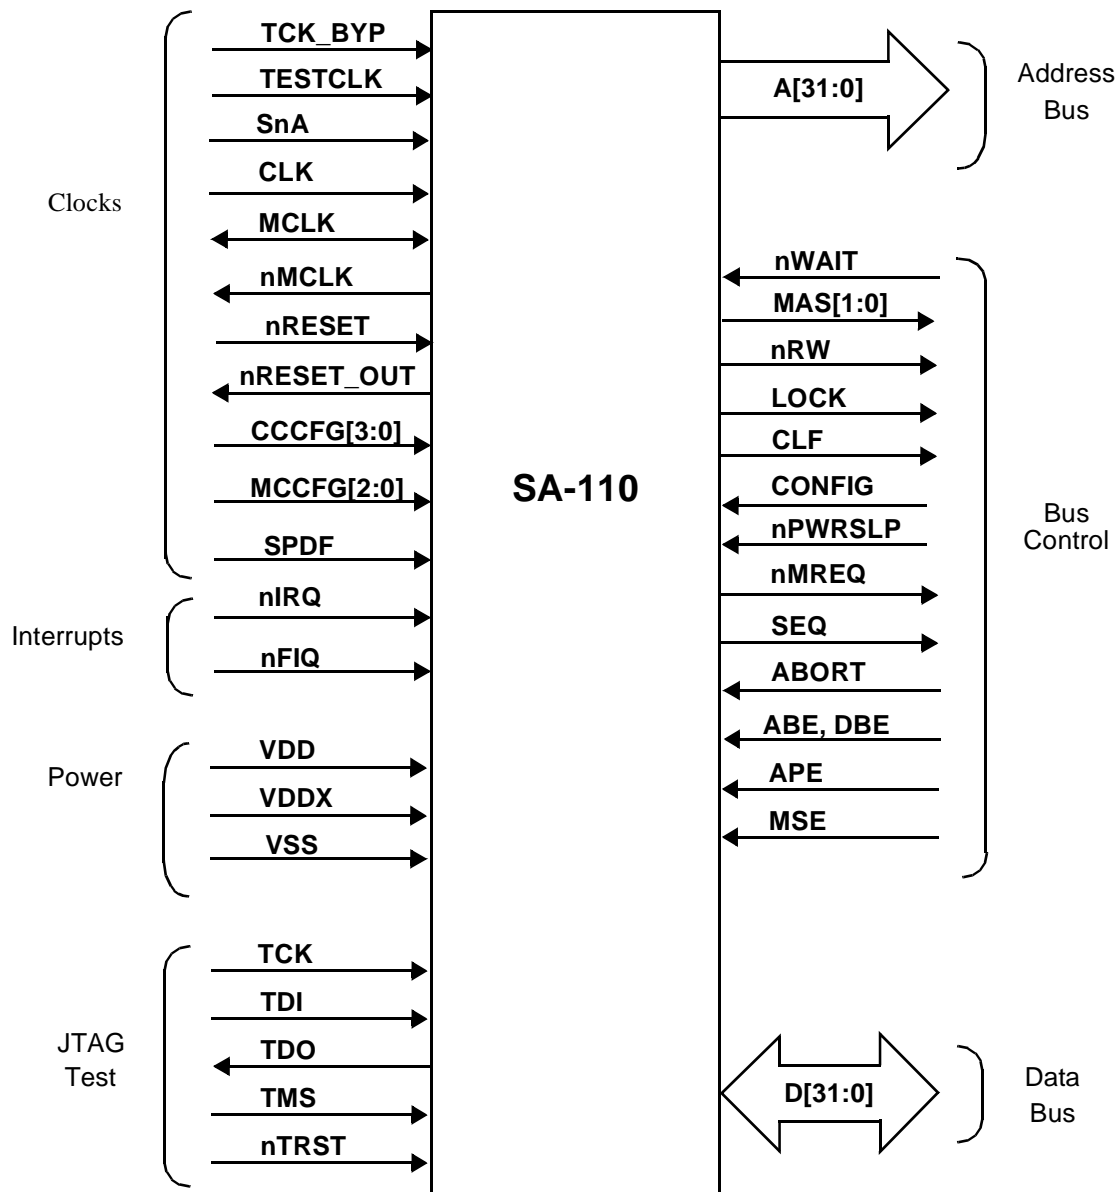 Clocks
TCK_BYP
TESTCLK
SnA
CLK
MCLK
nMCLK
nRESET
nRESET_OUT
CCCFG[3:0]
MCCFG[2:0]
SPDF
Interrupts
nIRQ
nFIQ
Power
VDD
VDDX
VSS
JTAG
Test
TCK
TDI
TDO
TMS
nTRST
SA-110
A[31:0]
Address
Bus
nWAIT
MAS[1:0]
nRW
LOCK
CLF
CONFIG
nPWRSLP
nMREQ
SEQ
ABORT
ABE, DBE
APE
MSE
Bus
Control
D[31:0]
Data
Bus